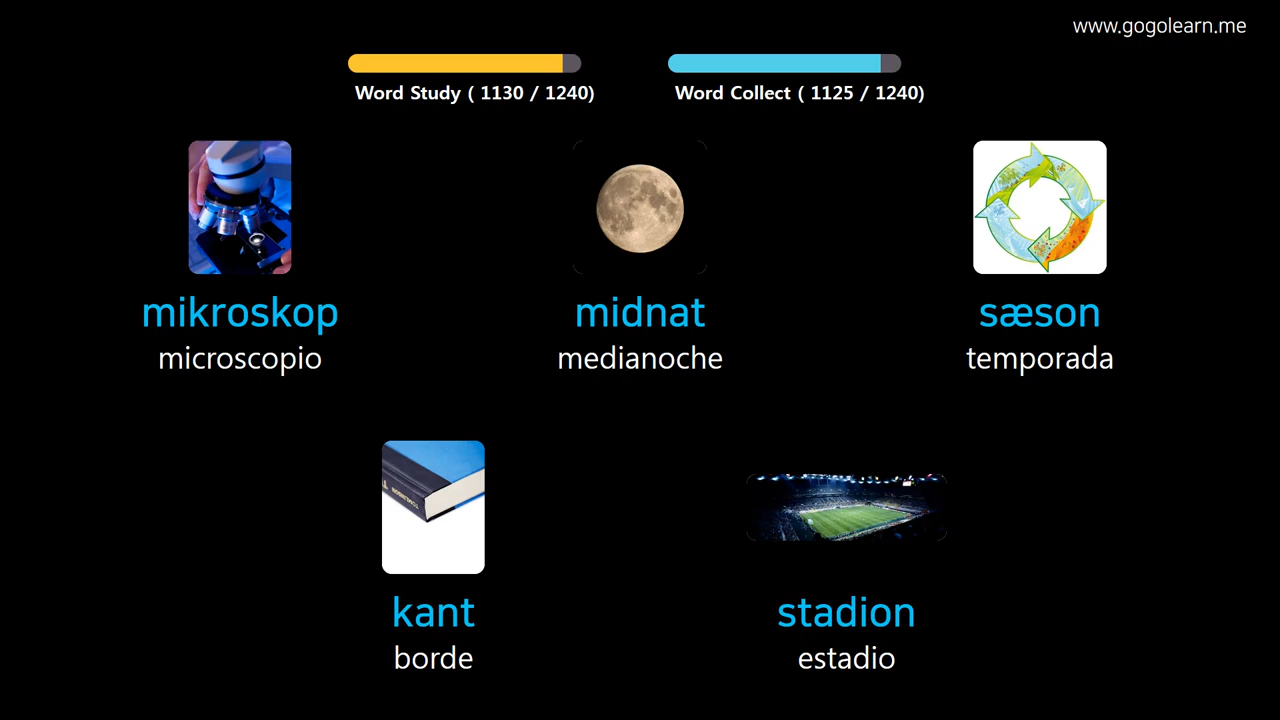 www.gogolearn.me
Word Study ( 1130 / 1240)
Word Collect ( 1125 / 1240)
mikroskop
microscopio
midnat
medianoche
sæson
temporada
kant
borde
stadion
estadio